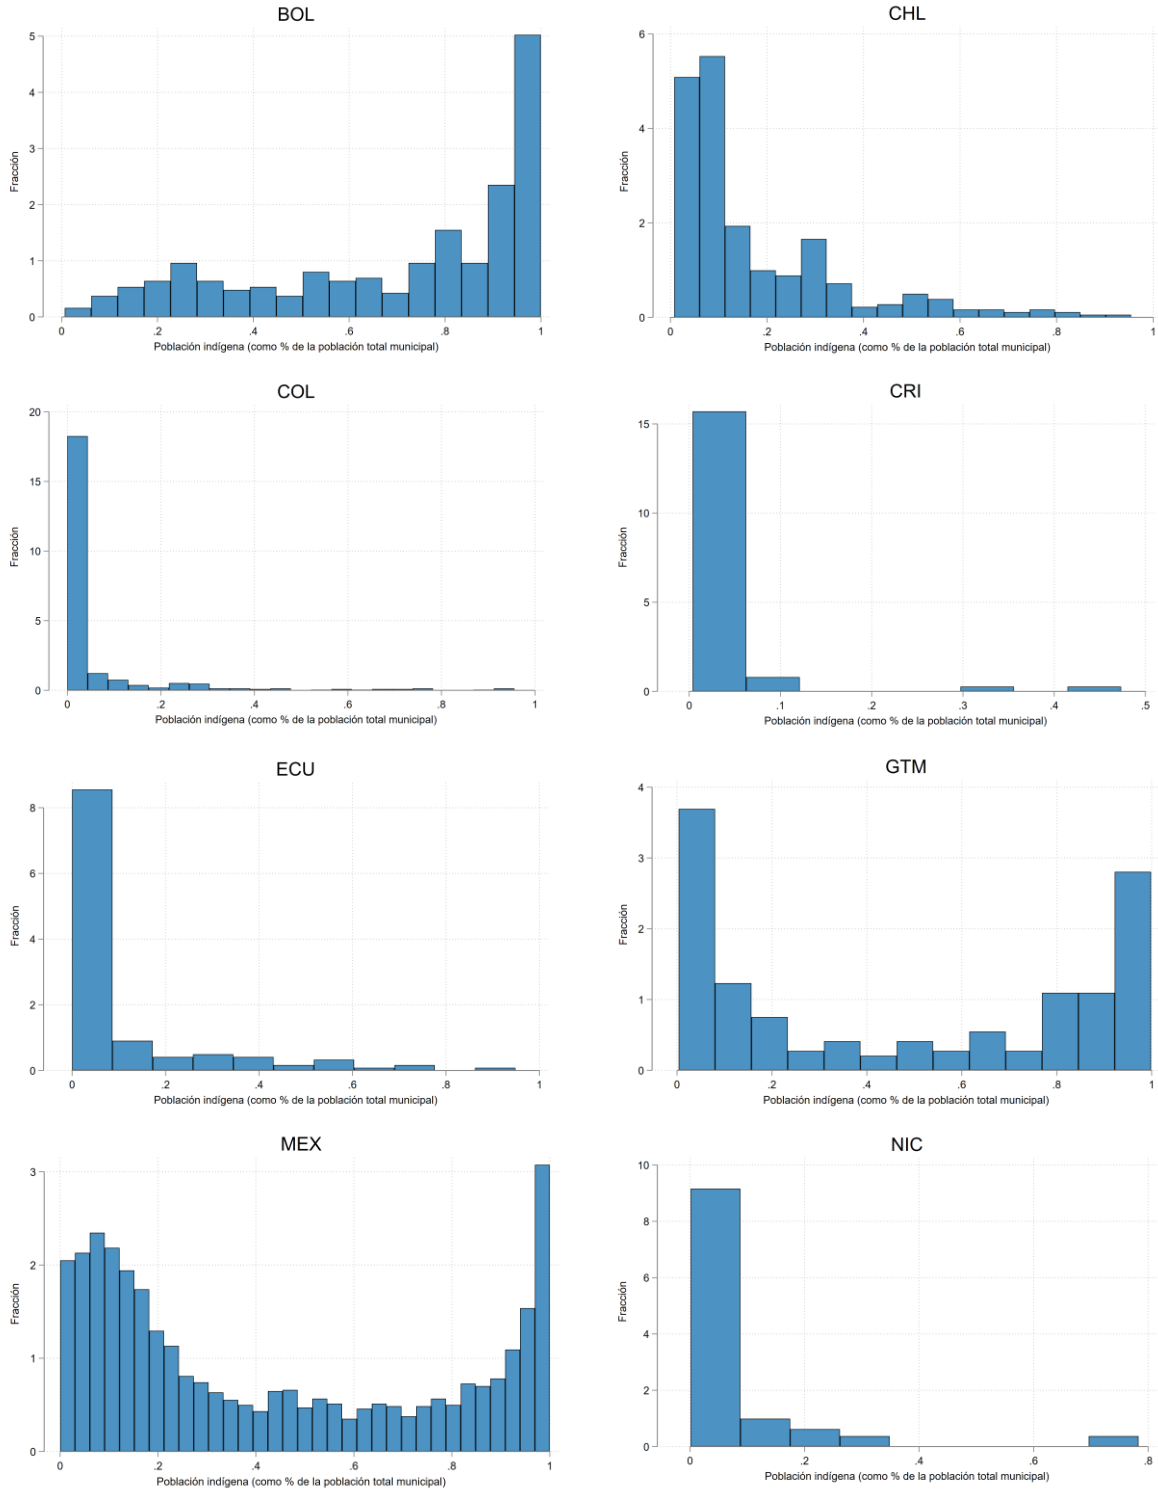 BOL
5
4
3
2
1
0
Fracción
0 .2 .4 .6 .8 1
Población indígena (como % de la población total municipal)
CHL
6
4
2
0
Fracción
0 .2 .4 .6 .8 1
Población indígena (como % de la población total municipal)
COL
20
15
10
5
0
Fracción
0 .2 .4 .6 .8 1
Población indígena (como % de la población total municipal)
CRI
15
10
5
0
Fracción
0 .1 .2 .3 .4 .5
Población indígena (como % de la población total municipal)
ECU
8
6
4
2
0
Fracción
0 .2 .4 .6 .8 1
Población indígena (como % de la población total municipal)
GTM
4
3
2
1
0
Fracción
0 .2 .4 .6 .8 1
Población indígena (como % de la población total municipal)
MEX
3
2
1
0
Fracción
0 .2 .4 .6 .8 1
Población indígena (como % de la población total municipal)
NIC
10
8
6
4
2
0
Fracción
0 .2 .4 .6 .8
Población indígena (como % de la población total municipal)